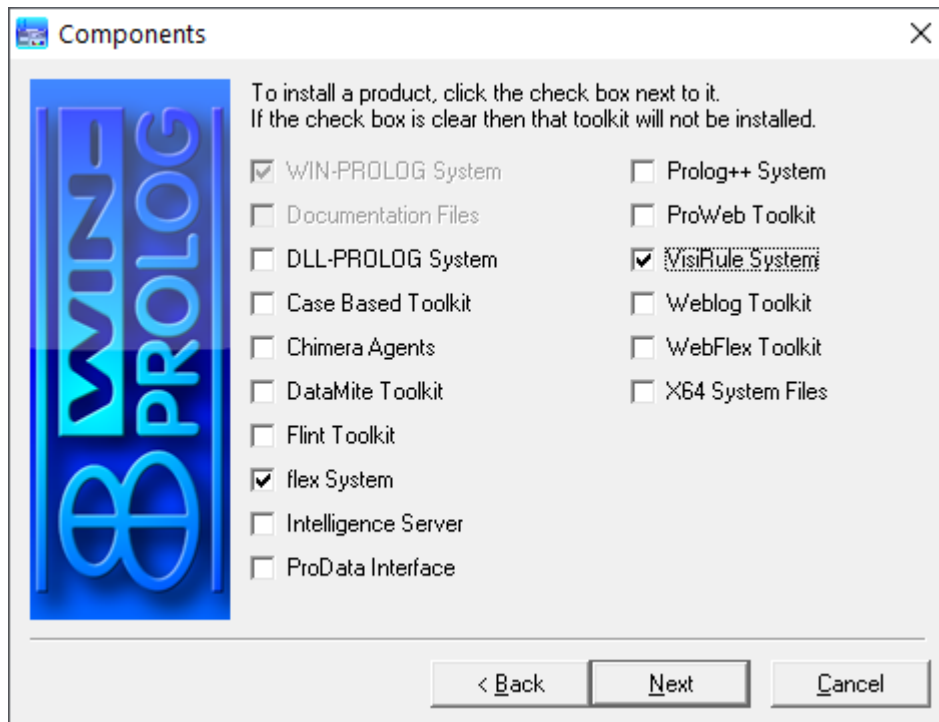 Components
To install a product, click the check box next to it.
If the check box is clear then that toolkit will not be installed.
WIN-PROLOG System
Documentation Files
DLL-PROLOG System
Case Based Toolkit
Chimera Agents
DataMite Toolkit
Flint Toolkit
flex System
Intelligence Server
ProData Interface
Prolog++ System
ProWeb Toolkit
VisiRule System
Weblog Toolkit
WebFlex Toolkit
X64 System Files
WIN-
PROLOG
8
< Back
Next
Cancel